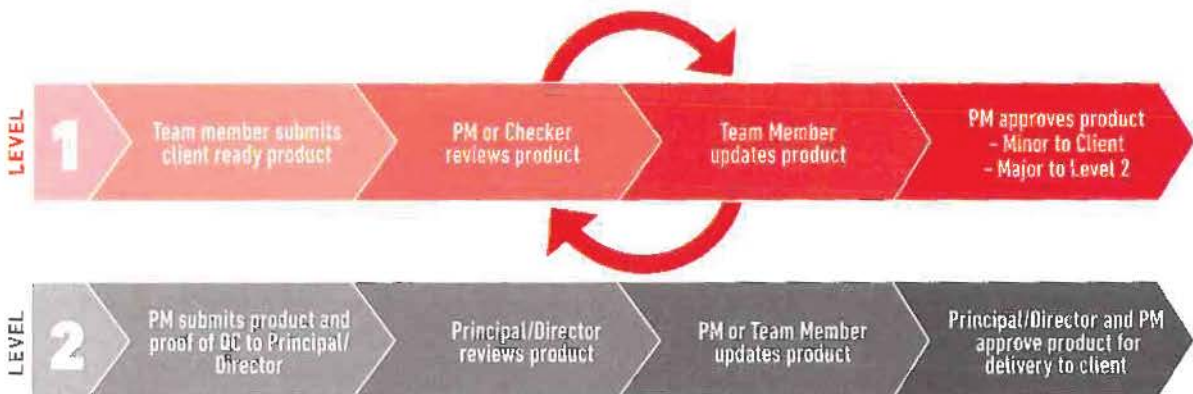 LEVEL
1
Team member submits
client ready product
PM or Checker
reviews product
Team Member
updates product
PM approves product
– Minor to Client
– Major to Level 2
LEVEL
2
PM submits product and
proof of QC to Principal/
Director
Principal/Director
reviews product
PM or Team Member
updates product
Principal/Director and PM
approve product for
delivery to client